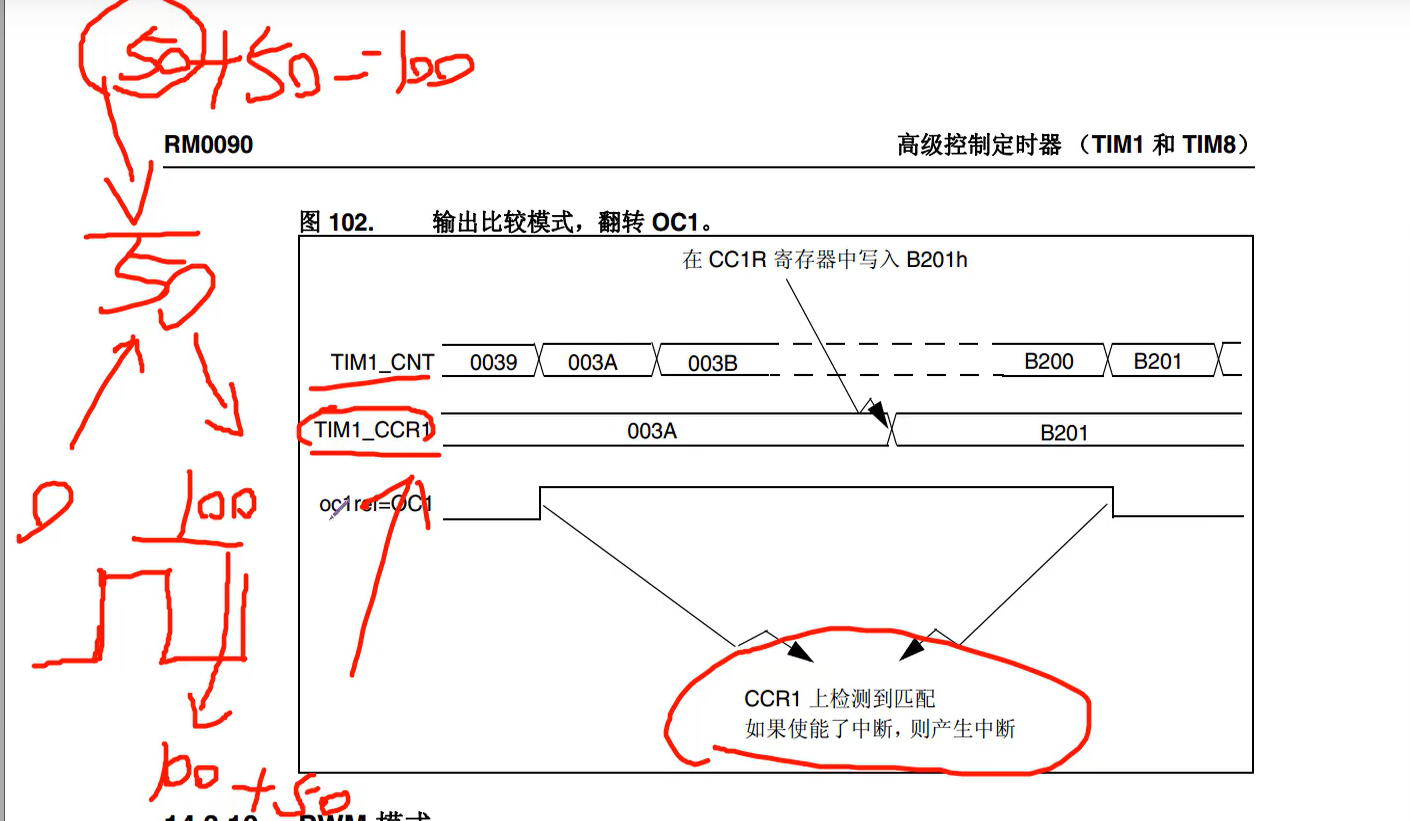 50+50=100
RM0090 高级控制定时器 （TIM1 和 TIM8）
50
图 102. 输出比较模式，翻转 OC1。
在 CC1R 寄存器中写入 B201h
TIM1_CNT 0039 003A 003B B200 B201
TIM1_CCR1 003A B201
oc1ref=OC1
0
100
CCR1 上检测到匹配
如果使能了中断，则产生中断
100+50
PWM 模式